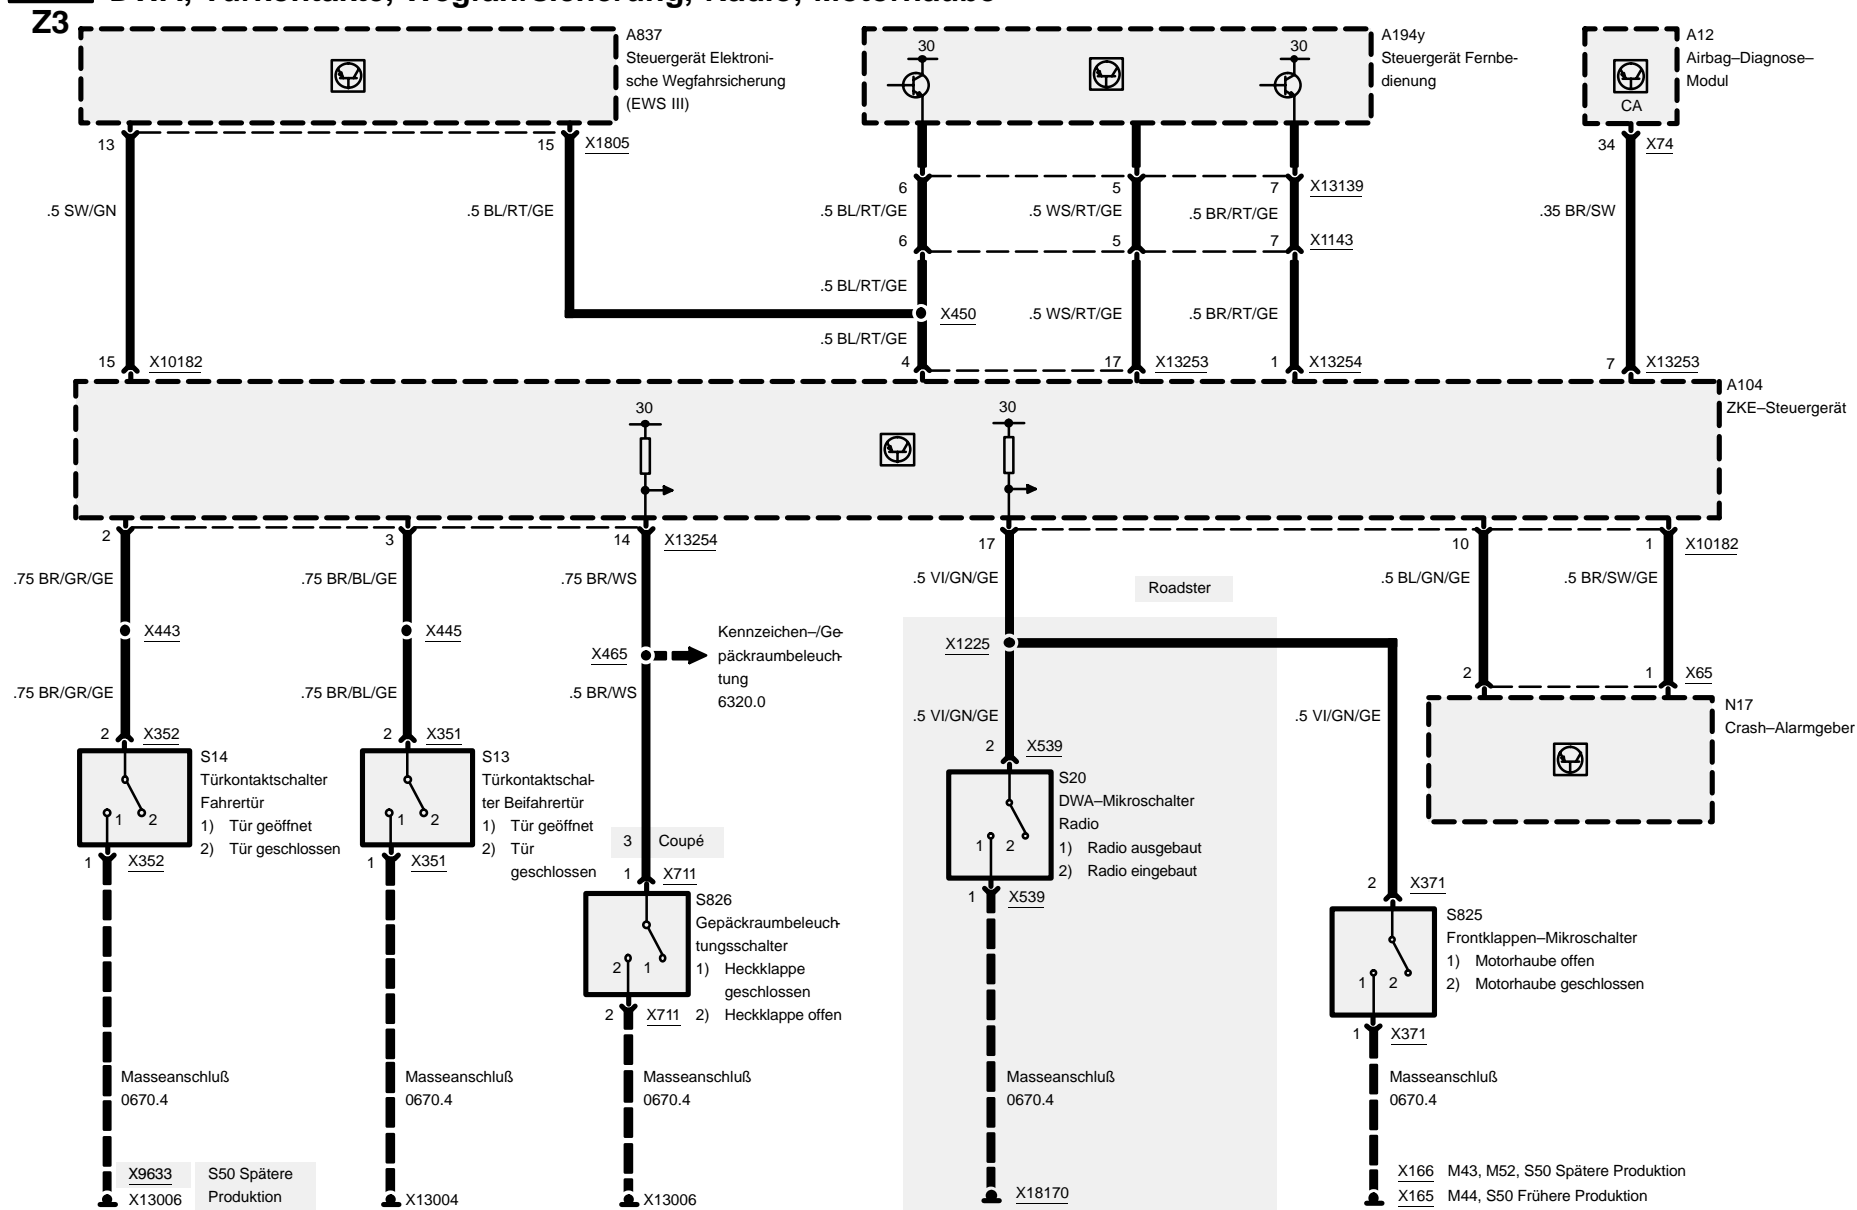 Z3
A837
Steuergerät Elektroni-
sche Wegfahrsicherung
(EWS III)
30
30
A194y
Steuergerät Fernbe-
dienung
CA
A12
Airbag–Diagnose–
Modul
13
15
X1805
34
X74
6
5
7
X13139
.5 SW/GN
.5 BL/RT/GE
.5 BL/RT/GE
.5 WS/RT/GE
.5 BR/RT/GE
.35 BR/SW
6
5
7
X1143
.5 BL/RT/GE
X450
.5 WS/RT/GE
.5 BR/RT/GE
.5 BL/RT/GE
15
X10182
4
17
X13253
1
X13254
7
X13253
A104
ZKE–Steuergerät
30
30
2
3
14
X13254
17
10
1
X10182
.75 BR/GR/GE
.75 BR/BL/GE
.75 BR/WS
.5 VI/GN/GE
Roadster
.5 BL/GN/GE
.5 BR/SW/GE
X443
X445
X465
Kennzeichen–/Ge-
päckraumbeleuch-
tung
6320.0
X1225
2
1
X65
.75 BR/GR/GE
.75 BR/BL/GE
.5 BR/WS
.5 VI/GN/GE
.5 VI/GN/GE
N17
Crash–Alarmgeber
2
X352
2
X351
2
X539
S14
Türkontaktschalter
Fahrertür
1) Tür geöffnet
2) Tür geschlossen
1
2
S13
Türkontaktschal-
ter Beifahrertür
1) Tür geöffnet
2) Tür
geschlossen
1
2
S20
DWA–Mikroschalter
Radio
1) Radio ausgebaut
2) Radio eingebaut
1
2
1
X352
1
X351
3
Coupé
1
X711
1
X539
2
X371
S826
Gepäckraumbeleuch-
tungsschalter
1) Heckklappe
geschlossen
2) Heckklappe offen
2
1
S825
Frontklappen–Mikroschalter
1) Motorhaube offen
2) Motorhaube geschlossen
1
2
2
X711
1
X371
Masseanschluß
0670.4
Masseanschluß
0670.4
Masseanschluß
0670.4
Masseanschluß
0670.4
Masseanschluß
0670.4
X9633
S50 Spätere
Produktion
X13006
X13004
X13006
X18170
X166 M43, M52, S50 Spätere Produktion
X165 M44, S50 Frühere Produktion